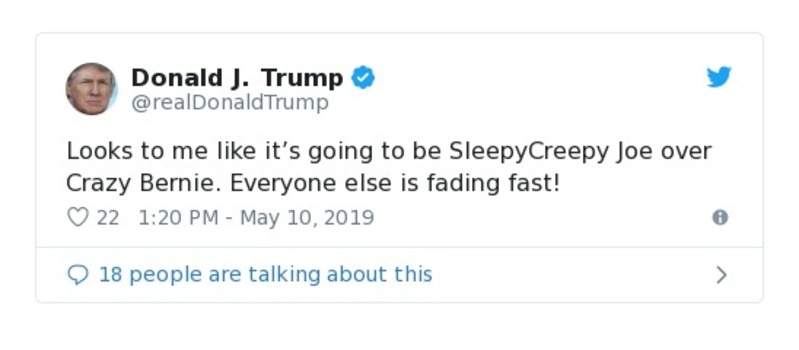 Donald J. Trump
@realDonaldTrump
Looks to me like it’s going to be SleepyCreepy Joe over
Crazy Bernie. Everyone else is fading fast!
22 1:20 PM - May 10, 2019
18 people are talking about this